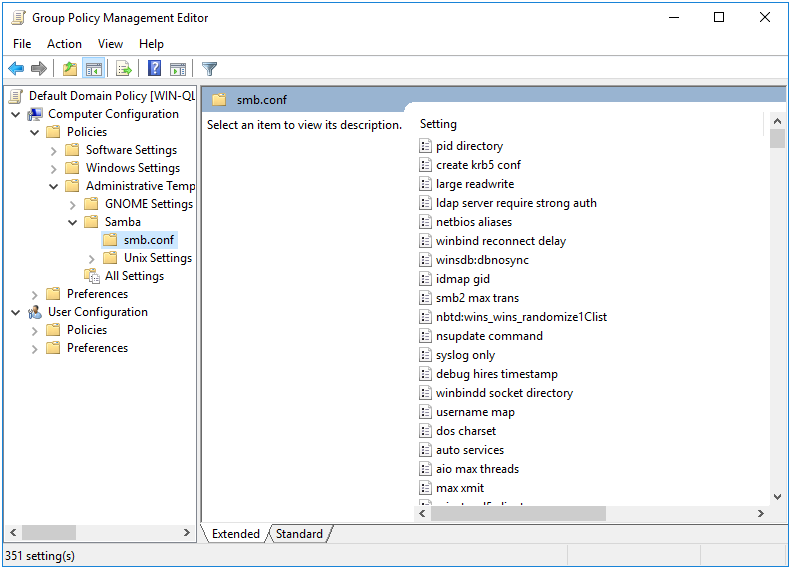 Group Policy Management Editor
File Action View Help
Default Domain Policy [WIN-QL
Computer Configuration
Policies
Software Settings
Windows Settings
Administrative Temp
GNOME Settings
Samba
smb.conf
Unix Settings
All Settings
Preferences
User Configuration
Policies
Preferences
smb.conf
Select an item to view its description.
Setting
pid directory
create krb5 conf
large readwrite
ldap server require strong auth
netbios aliases
winbind reconnect delay
winsdb:dbnosync
idmap gid
smb2 max trans
nbtd:wins_wins_randomize1Clist
nsupdate command
syslog only
debug hires timestamp
winbindd socket directory
username map
dos charset
auto services
aio max threads
max xmit
Extended Standard
351 setting(s)